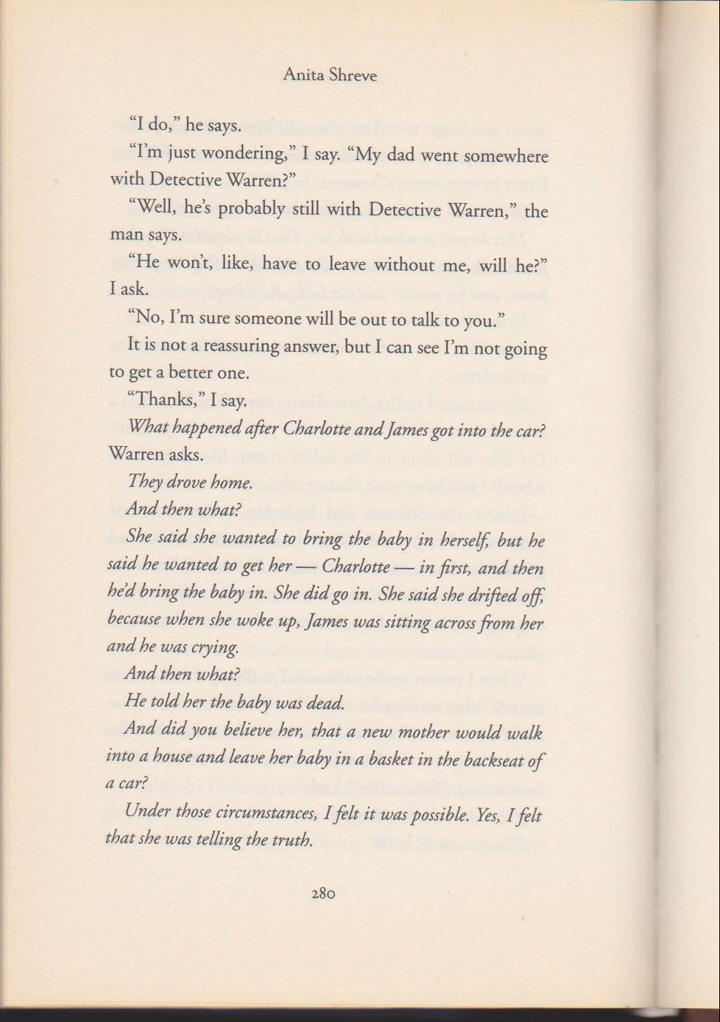 Anita Shreve
“I do,” he says.
“I’m just wondering,” I say. “My dad went somewhere
with Detective Warren?”
“Well, he’s probably still with Detective Warren,” the
man says.
“He won’t, like, have to leave without me, will he?”
I ask.
“No, I’m sure someone will be out to talk to you.”
It is not a reassuring answer, but I can see I’m not going
to get a better one.
“Thanks,” I say.
What happened after Charlotte and James got into the car?
Warren asks.
They drove home.
And then what?
She said she wanted to bring the baby in herself, but he
said he wanted to get her — Charlotte — in first, and then
he’d bring the baby in. She did go in. She said she drifted off,
because when she woke up, James was sitting across from her
and he was crying.
And then what?
He told her the baby was dead.
And did you believe her, that a new mother would walk
into a house and leave her baby in a basket in the backseat of
a car?
Under those circumstances, I felt it was possible. Yes, I felt
that she was telling the truth.
280